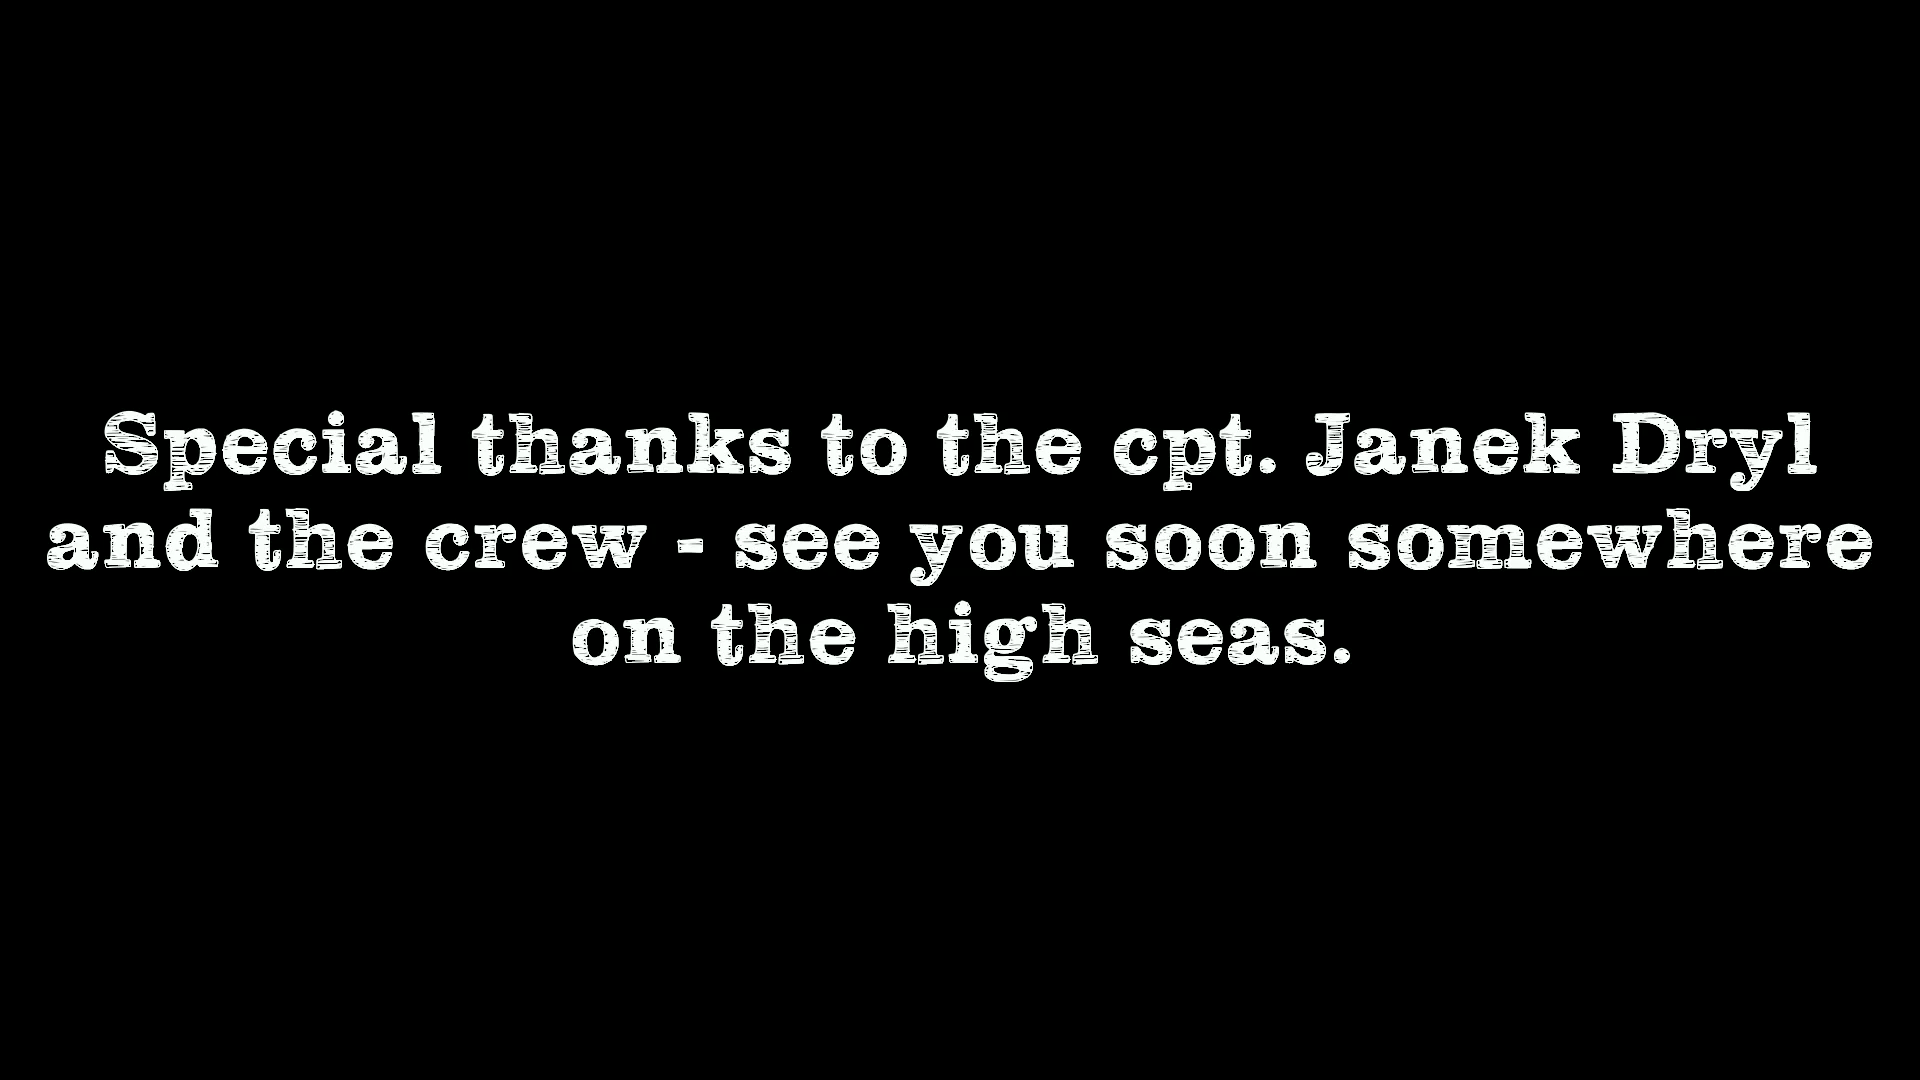 Special thanks to the cpt. Janek Dryl
and the crew - see you soon somewhere
on the high seas.